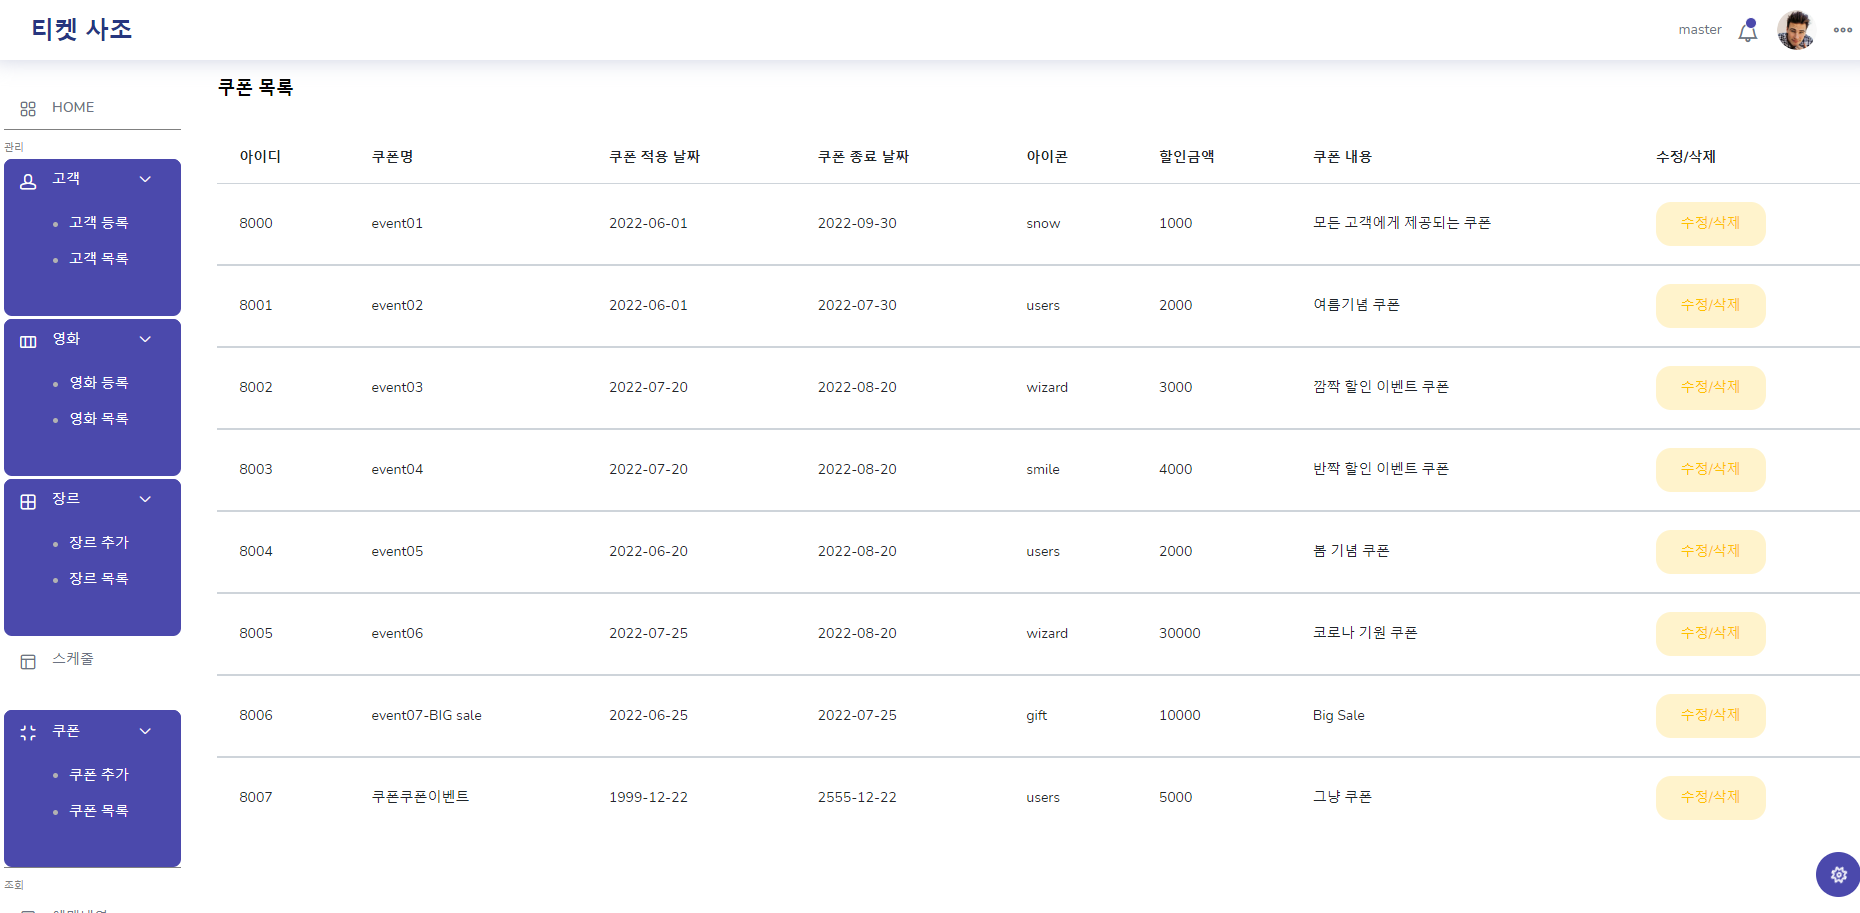 티켓 사조
master
HOME
관리
고객
고객 등록
고객 목록
영화
영화 등록
영화 목록
장르
장르 추가
장르 목록
스케줄
쿠폰
쿠폰 추가
쿠폰 목록
조회
쿠폰 목록
아이디 쿠폰명 쿠폰 적용 날짜 쿠폰 종료 날짜 아이콘 할인금액 쿠폰 내용 수정/삭제
8000 event01 2022-06-01 2022-09-30 snow 1000 모든 고객에게 제공되는 쿠폰 수정/삭제
8001 event02 2022-06-01 2022-07-30 users 2000 여름기념 쿠폰 수정/삭제
8002 event03 2022-07-20 2022-08-20 wizard 3000 깜짝 할인 이벤트 쿠폰 수정/삭제
8003 event04 2022-07-20 2022-08-20 smile 4000 반짝 할인 이벤트 쿠폰 수정/삭제
8004 event05 2022-06-20 2022-08-20 users 2000 봄 기념 쿠폰 수정/삭제
8005 event06 2022-07-25 2022-08-20 wizard 30000 코로나 기원 쿠폰 수정/삭제
8006 event07-BIG sale 2022-06-25 2022-07-25 gift 10000 Big Sale 수정/삭제
8007 쿠폰쿠폰이벤트 1999-12-22 2555-12-22 users 5000 그냥 쿠폰 수정/삭제